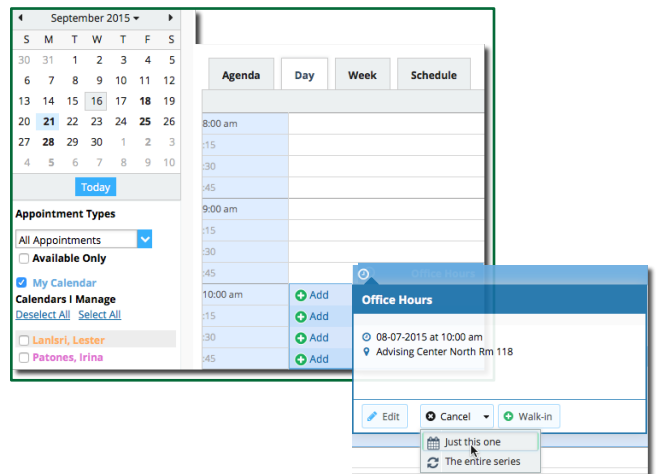 September 2015
S M T W T F S
30 31 1 2 3 4 5
6 7 8 9 10 11 12
13 14 15 16 17 18 19
20 21 22 23 24 25 26
27 28 29 30 1 2 3
4 5 6 7 8 9 10
Today
Appointment Types
All Appointments
Available Only
My Calendar
Calendars I Manage
Deselect All Select All
Lanlsri, Lester
Patones, Irina
Agenda Day Week Schedule
8:00 am
:15
:30
:45
9:00 am
:15
:30
:45
10:00 am Add
:15 Add
:30 Add
:45 Add
Office Hours
Office Hours
08-07-2015 at 10:00 am
Advising Center North Rm 118
Edit Cancel Walk-in
Just this one
The entire series